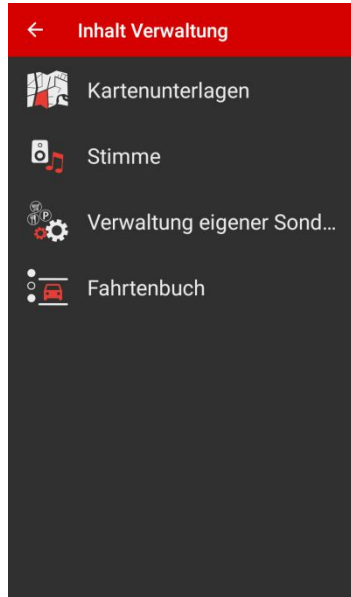 Inhalt Verwaltung
Kartenunterlagen
Stimme
Verwaltung eigener Sond...
Fahrtenbuch